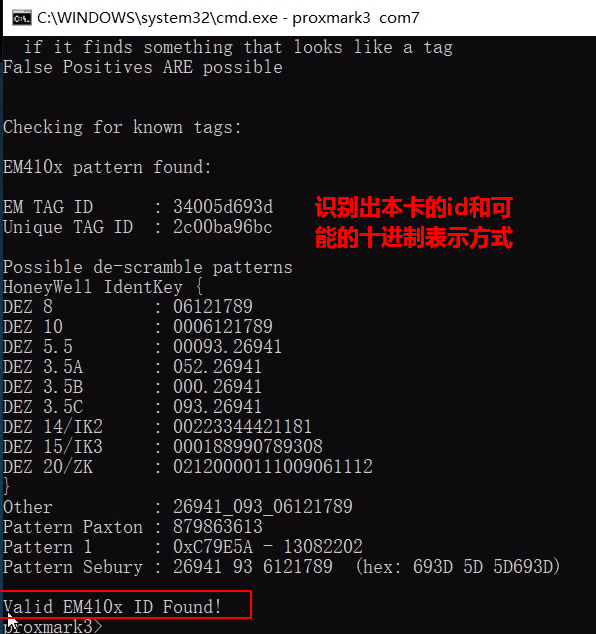 C:\WINDOWS\system32\cmd.exe - proxmark3  com7
if it finds something that looks like a tag
False Positives ARE possible
Checking for known tags:
EM410x pattern found:
EM TAG ID      : 34005d693d
Unique TAG ID  : 2c00ba96bc
识别出本卡的id和可
能的十进制表示方式
Possible de-scramble patterns
HoneyWell IdentKey {
DEZ 8          : 06121789
DEZ 10         : 0006121789
DEZ 5.5        : 00093.26941
DEZ 3.5A       : 052.26941
DEZ 3.5B       : 000.26941
DEZ 3.5C       : 093.26941
DEZ 14/IK2     : 00223344421181
DEZ 15/IK3     : 000188990789308
DEZ 20/ZK      : 02120000111009061112
}
Other          : 26941_093_06121789
Pattern Paxton : 879863613
Pattern 1      : 0xC79E5A - 13082202
Pattern Sebury : 26941 93 6121789  (hex: 693D 5D 5D693D)
Valid EM410x ID Found!
proxmark3>